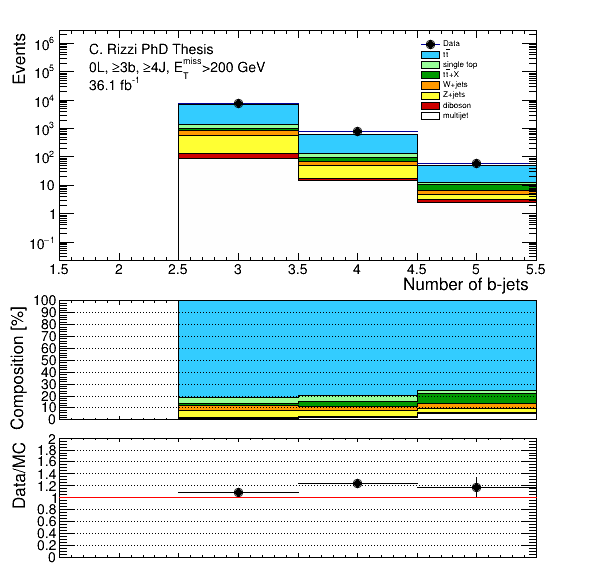 Events
10^6
10^5
10^4
10^3
10^2
10
1
10^−1
C. Rizzi PhD Thesis
0L, ≥3b, ≥4J, E_T^miss>200 GeV
36.1 fb^-1
Data
tt̄
single top
tt̄+X
W+jets
Z+jets
diboson
multijet
1.5 2 2.5 3 3.5 4 4.5 5 5.5
Number of b-jets
Composition [%]
100
90
80
70
60
50
40
30
20
10
0
Data/MC
2
1.8
1.6
1.4
1.2
1
0.8
0.6
0.4
0.2
0